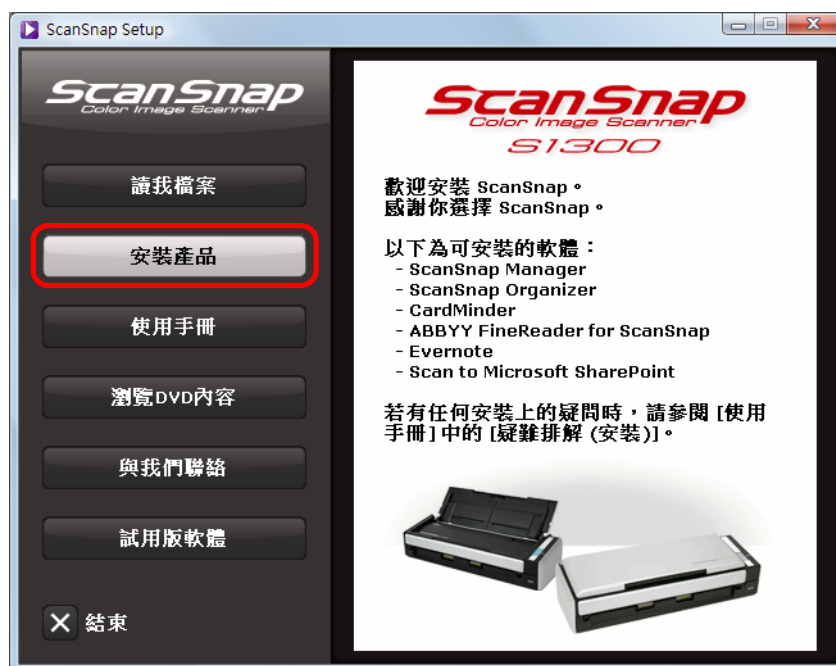 ScanSnap Setup
ScanSnap
Color Image Scanner
讀我檔案
安裝產品
使用手冊
瀏覽DVD內容
與我們聯絡
試用版軟體
結束
ScanSnap
Color Image Scanner
S1300
歡迎安裝 ScanSnap。
感謝你選擇 ScanSnap。
以下為可安裝的軟體：
- ScanSnap Manager
- ScanSnap Organizer
- CardMinder
- ABBYY FineReader for ScanSnap
- Evernote
- Scan to Microsoft SharePoint
若有任何安裝上的疑問時，請參閱 [使用
手冊] 中的 [疑難排解 (安裝)]。